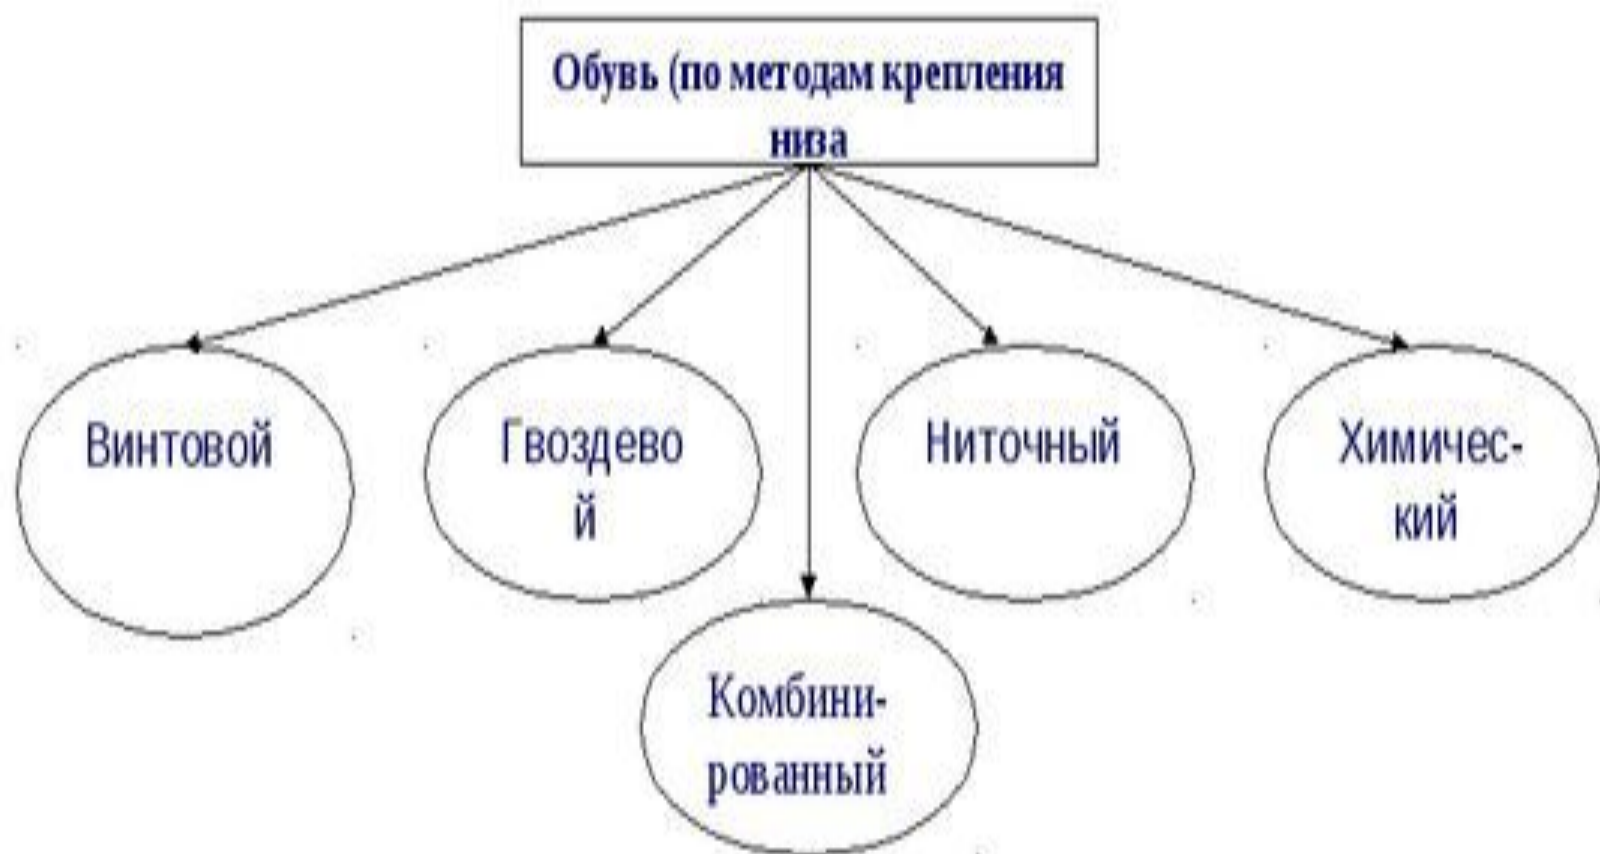 Обувь (по методам крепления
низа
Винтовой
Гвоздево
й
Ниточный
Химичес-
кий
Комбини-
рованный